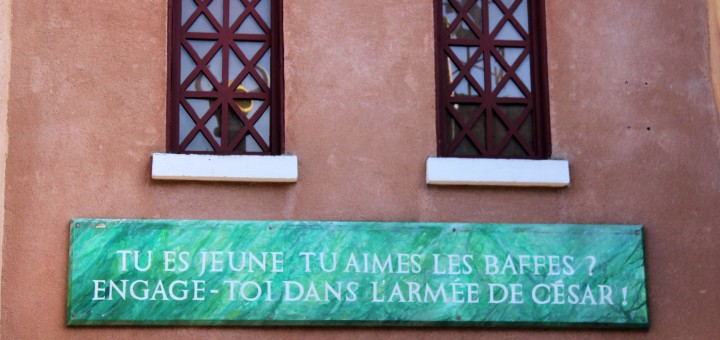 TU ES JEUNE TU AIMES LES BAFFES ?
ENGAGE-TOI DANS L'ARMÉE DE CÉSAR !